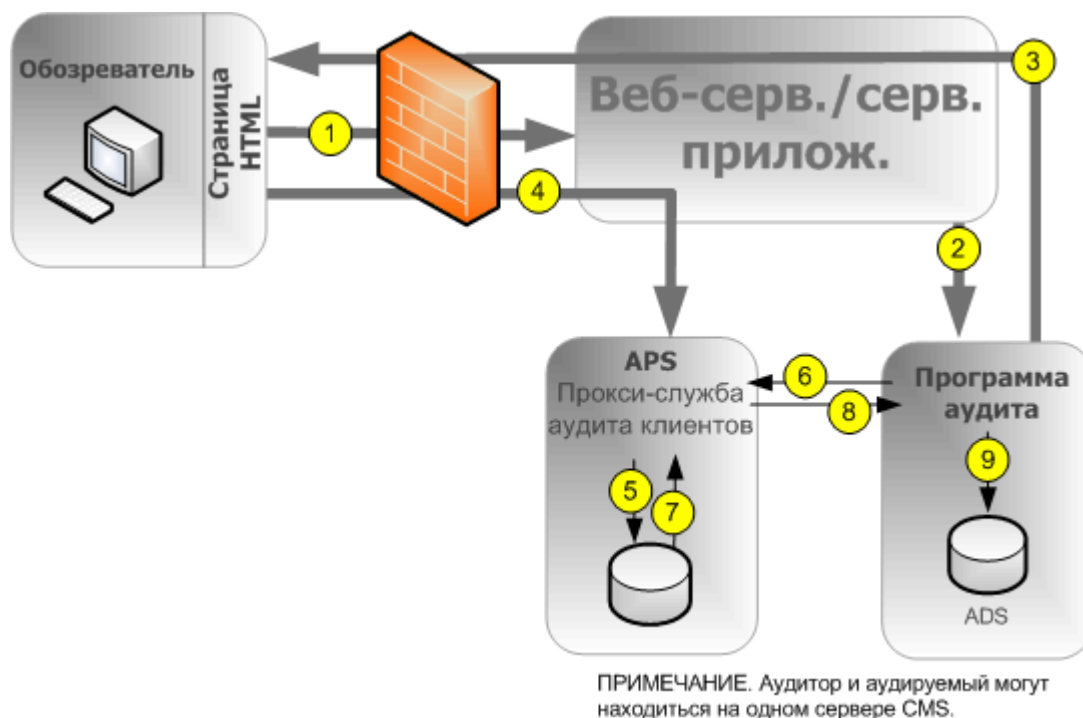 Обозреватель
Страница
HTML
1
Веб-серв./серв.
прилож.
3
4
2
APS
Прокси-служба
аудита клиентов
6
8
Программа
аудита
5
7
9
ADS
ПРИМЕЧАНИЕ. Аудитор и аудируемый могут
находиться на одном сервере CMS.